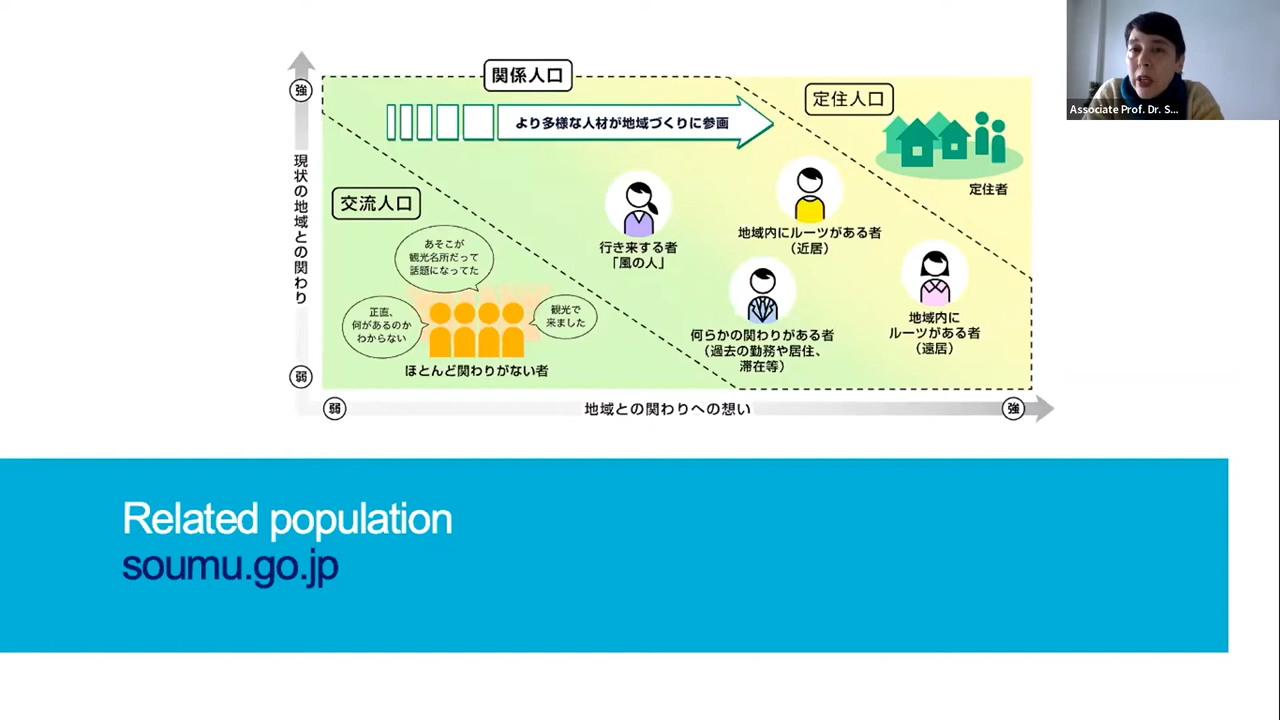 関係人口
強
定住人口
より多様な人材が地域づくりに参画
定住者
現状の地域との関わり
交流人口
地域内にルーツがある者
(近居)
行き来する者
「風の人」
あそこが
観光名所だって
話題になってた
正直、
何があるのか
わからない
観光で
来ました
ほとんど関わりがない者
何らかの関わりがある者
(過去の勤務や居住、
滞在等)
地域内に
ルーツがある者
(遠居)
弱
弱
地域との関わりへの想い
強
Related population
soumu.go.jp
Associate Prof. Dr. S...